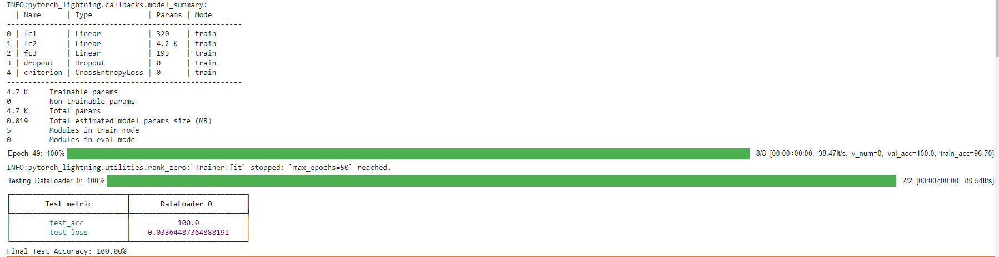 INFO:pytorch_lightning.callbacks.model_summary:
  | Name      | Type             | Params | Mode
-------------------------------------------------------
0 | fc1       | Linear           | 320    | train
1 | fc2       | Linear           | 4.2 K  | train
2 | fc3       | Linear           | 195    | train
3 | dropout   | Dropout          | 0      | train
4 | criterion | CrossEntropyLoss | 0      | train
-------------------------------------------------------
4.7 K     Trainable params
0         Non-trainable params
4.7 K     Total params
0.019     Total estimated model params size (MB)
5         Modules in train mode
0         Modules in eval mode
Epoch 49: 100% 8/8 [00:00<00:00, 38.47it/s, v_num=0, val_acc=100.0, train_acc=96.70]
INFO:pytorch_lightning.utilities.rank_zero:`Trainer.fit` stopped: `max_epochs=50` reached.
Testing DataLoader 0: 100% 2/2 [00:00<00:00, 80.54it/s]
Test metric DataLoader 0
test_acc 100.0
test_loss 0.03364487364888191
Final Test Accuracy: 100.00%